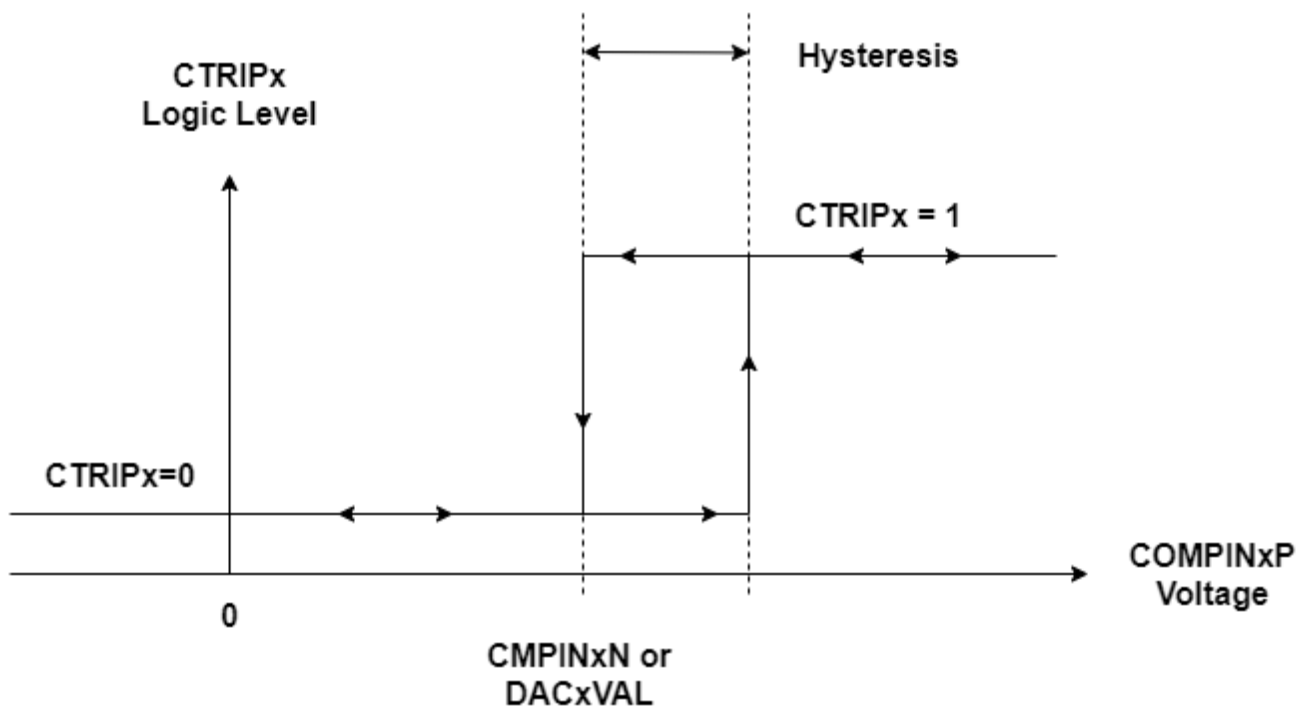 CTRIPx
Logic Level
Hysteresis
CTRIPx = 1
CTRIPx=0
COMPINxP
Voltage
0
CMPINxN or
DACxVAL